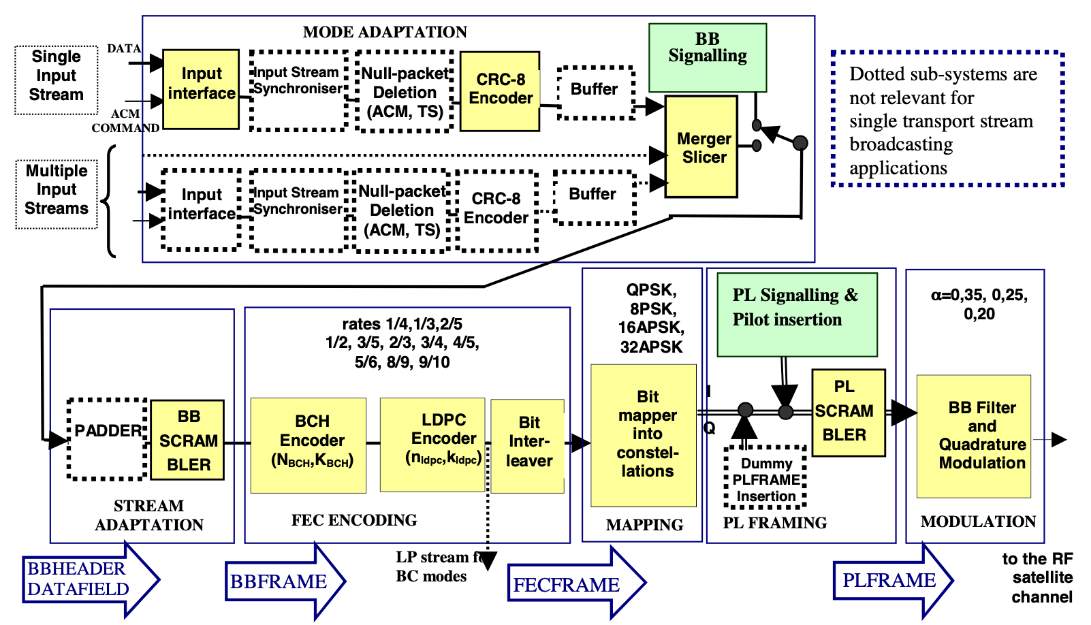 MODE ADAPTATION
BB
Signalling
Single
Input
Stream
DATA
ACM
COMMAND
Input
interface
Input Stream
Synchroniser
Null-packet
Deletion
(ACM, TS)
CRC-8
Encoder
Buffer
Merger
Slicer
Dotted sub-systems are
not relevant for
single transport stream
broadcasting
applications
Multiple
Input
Streams
Input
interface
Input Stream
Synchroniser
Null-packet
Deletion
(ACM, TS)
CRC-8
Encoder
Buffer
PADDER
BB
SCRAM
BLER
STREAM
ADAPTATION
rates 1/4,1/3,2/5
1/2, 3/5, 2/3, 3/4, 4/5,
5/6, 8/9, 9/10
BCH
Encoder
(NBCH,KBCH)
LDPC
Encoder
(nldpc,kldpc)
Bit
Inter-
leaver
FEC ENCODING
LP stream fo
BC modes
QPSK,
8PSK,
16APSK,
32APSK
Bit
mapper
into
constel-
lations
MAPPING
PL Signalling &
Pilot insertion
I
Q
Dummy
PLFRAME
Insertion
PL
SCRAM
BLER
PL FRAMING
α=0,35, 0,25,
0,20
BB Filter
and
Quadrature
Modulation
MODULATION
to the RF
satellite
channel
BBHEADER
DATAFIELD
BBFRAME
FECFRAME
PLFRAME